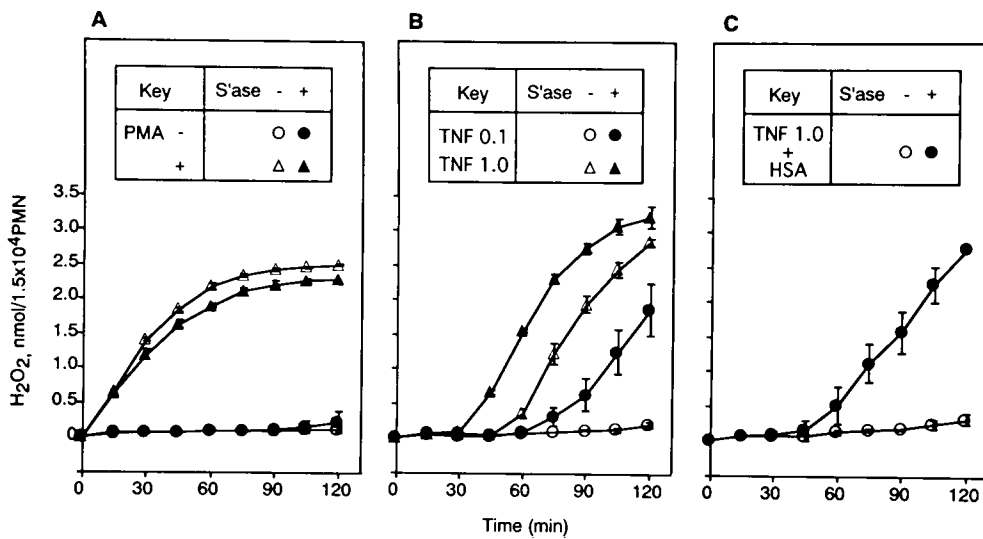 A
B
C
Key S'ase - +
PMA - ○ ●
+ △ ▲
Key S'ase - +
TNF 0.1 ○ ●
TNF 1.0 △ ▲
Key S'ase - +
TNF 1.0
+ ○ ●
HSA
H₂O₂, nmol/1.5x10⁴PMN
3.5
3.0
2.5
2.0
1.5
1.0
0.5
0
0 30 60 90 120
0 30 60 90 120
0 30 60 90 120
Time (min)